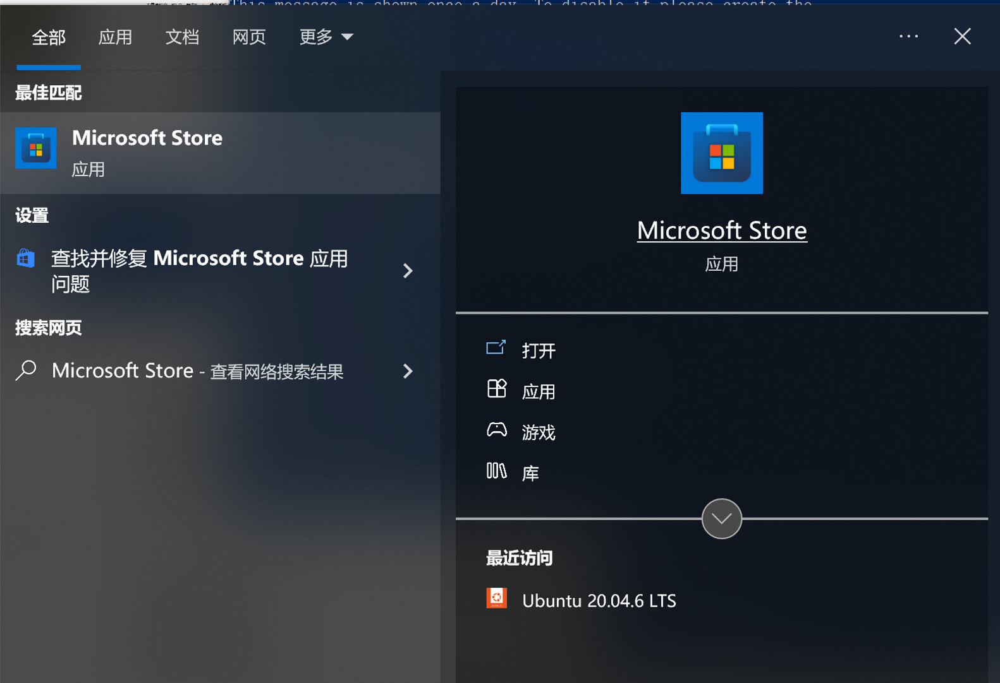 This message is shown once a day. To disable it please create the
全部
应用
文档
网页
更多
最佳匹配
Microsoft Store
应用
设置
查找并修复 Microsoft Store 应用
问题
搜索网页
Microsoft Store - 查看网络搜索结果
Microsoft Store
应用
打开
应用
游戏
库
最近访问
Ubuntu 20.04.6 LTS